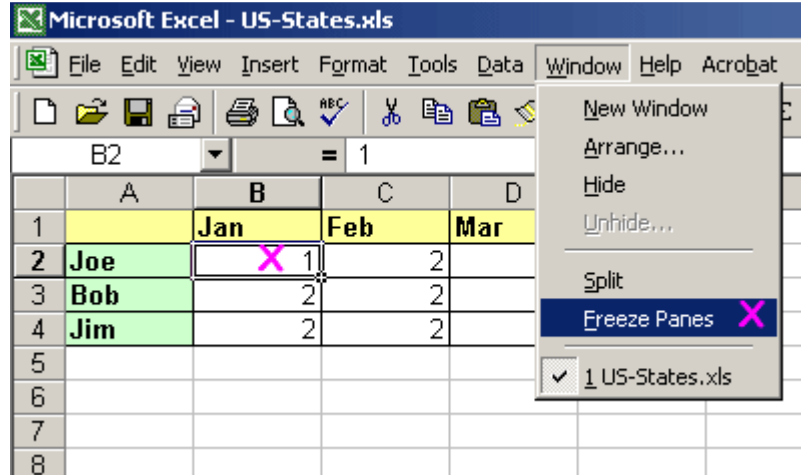 Microsoft Excel - US-States.xls
File Edit View Insert Format Tools Data Window Help Acrobat
ABC
B2 = 1
New Window
Arrange...
Hide
Unhide...
Split
Freeze Panes
1 US-States.xls
A B C D
1 Jan Feb Mar
2 Joe 1 2
3 Bob 2 2
4 Jim 2 2
5
6
7
8